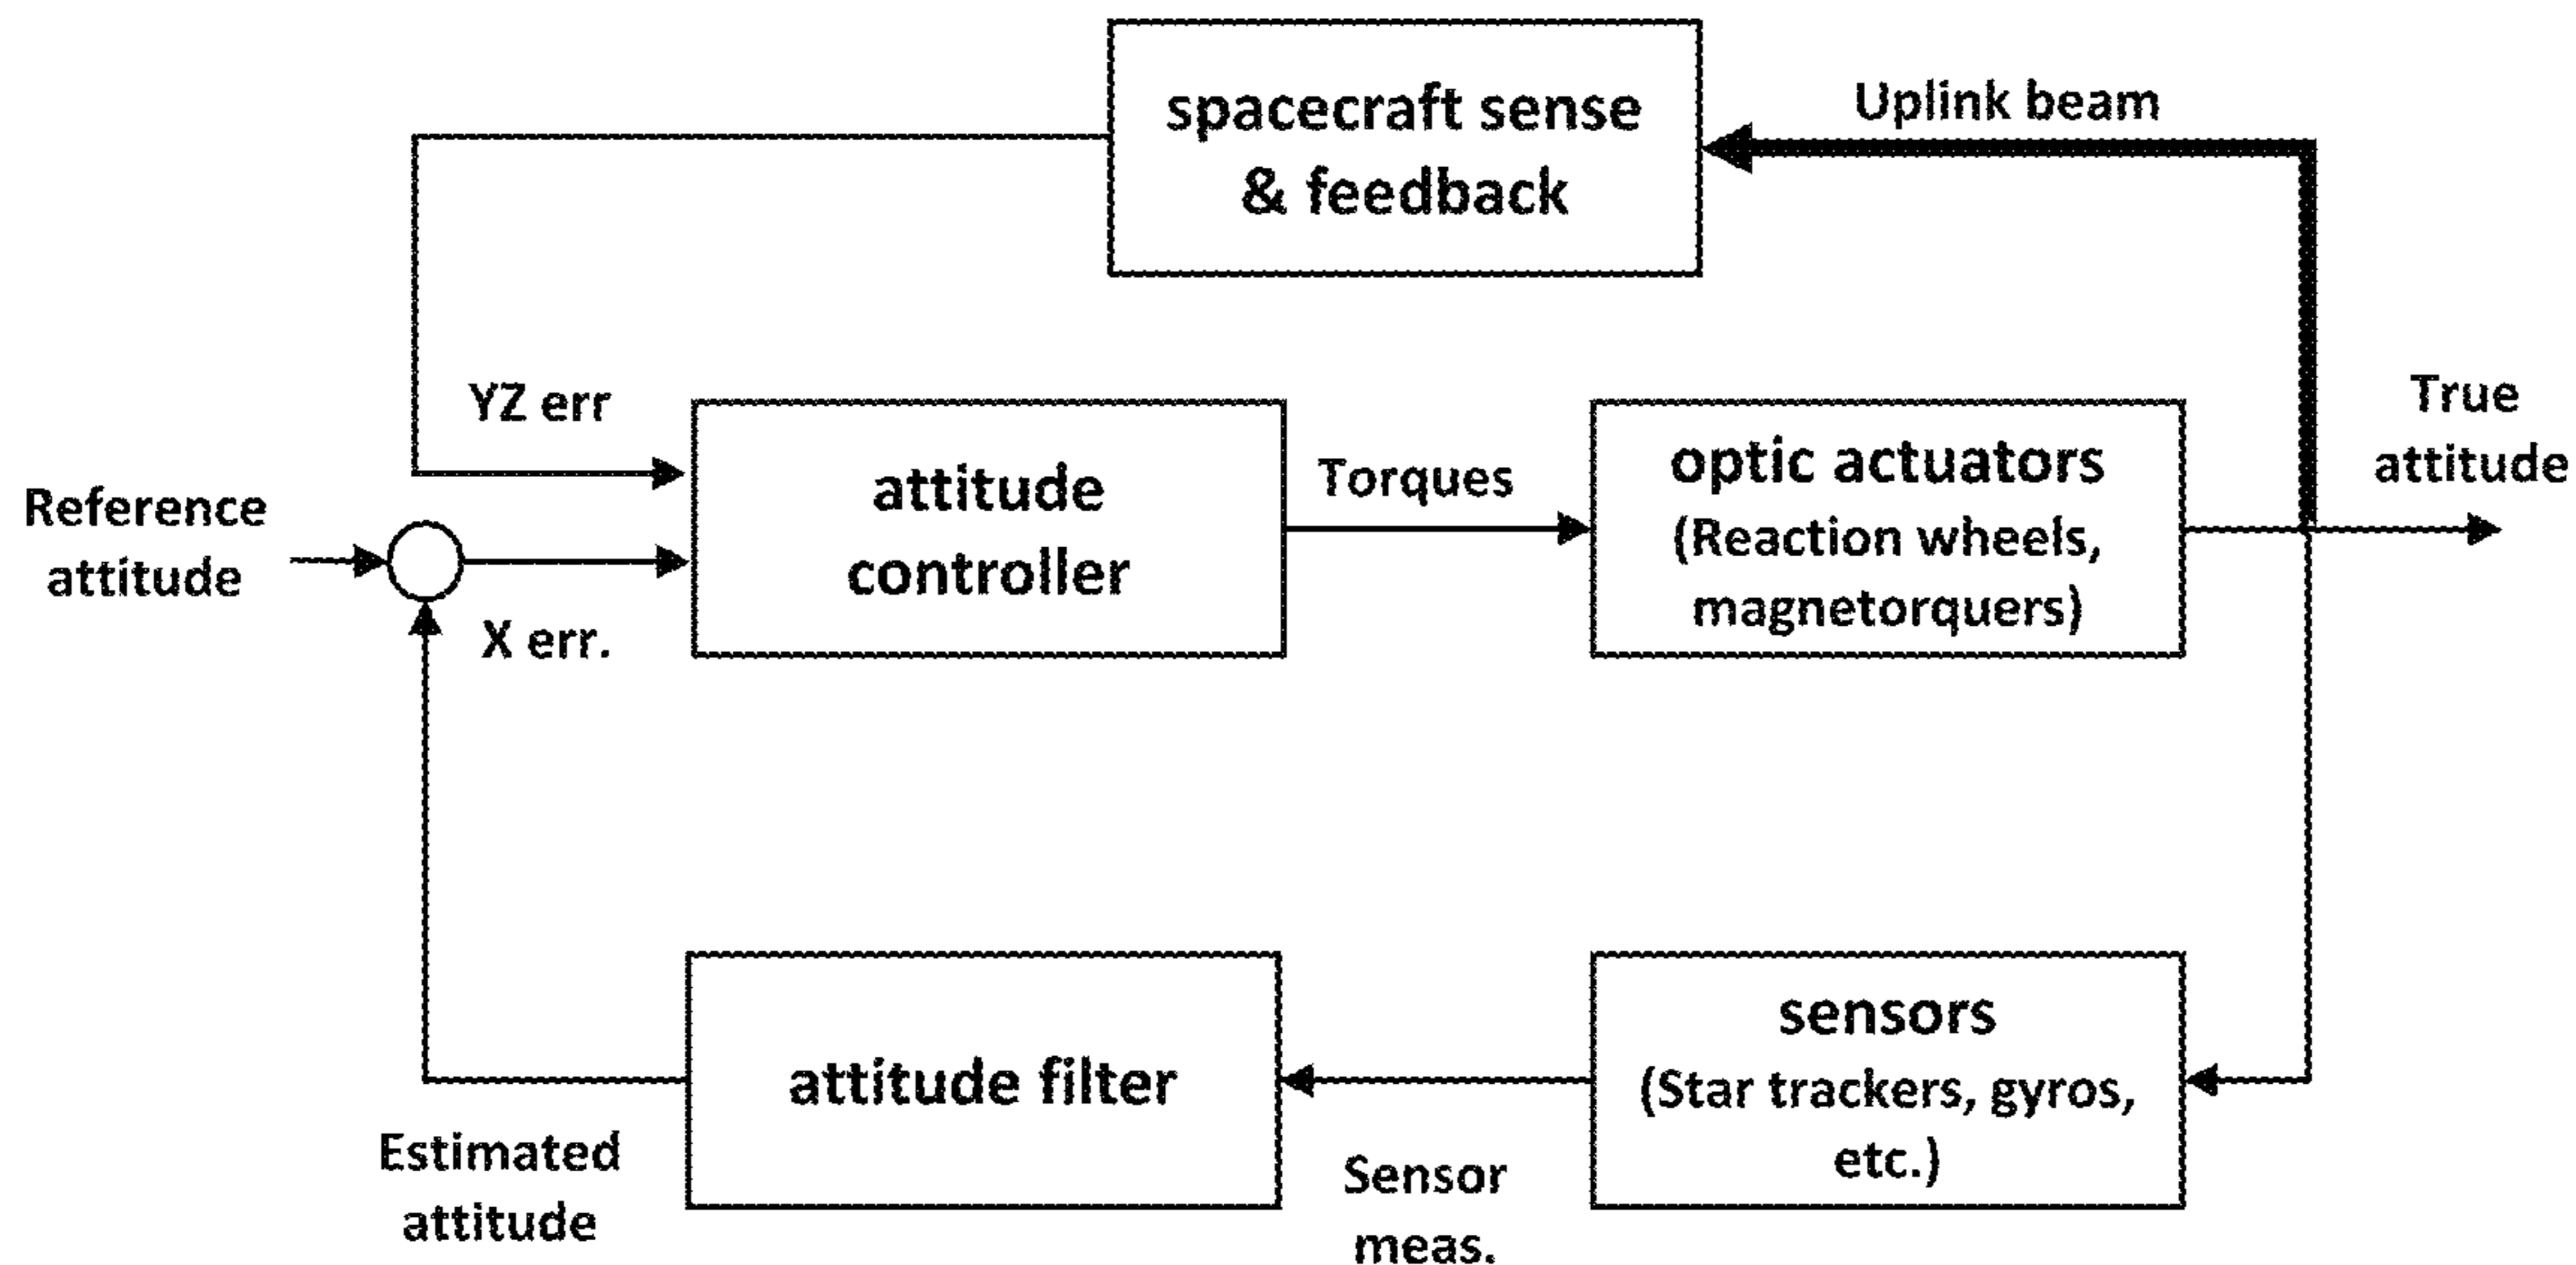 spacecraft sense
& feedback
Uplink beam
YZ err
Reference
attitude
X err.
attitude
controller
Torques
optic actuators
(Reaction wheels,
magnetorquers)
True
attitude
Estimated
attitude
attitude filter
Sensor
meas.
sensors
(Star trackers, gyros,
etc.)